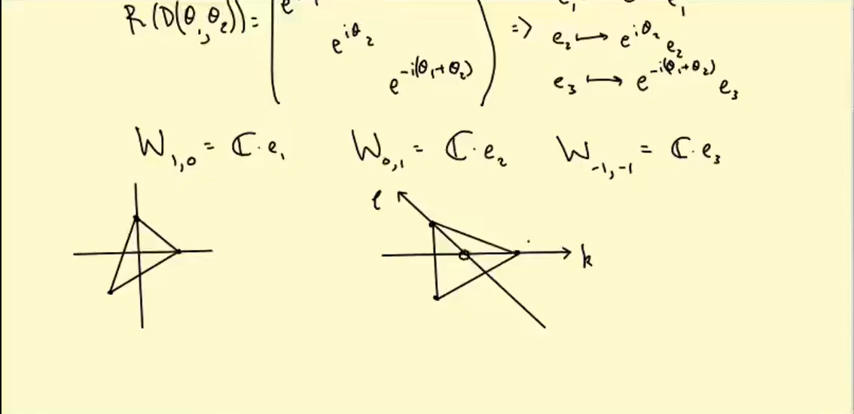 R(D(θ₁,θ₂)) = ( e
e^{iθ₂} ⇒ e₂ ⟼ e^{iθ₂} e₂
e^{-i(θ₁+θ₂)} ) e₃ ⟼ e^{-i(θ₁+θ₂)} e₃
W₁,₀ = ℂ·e₁ W₀,₁ = ℂ·e₂ W₋₁,₋₁ = ℂ·e₃
l
k